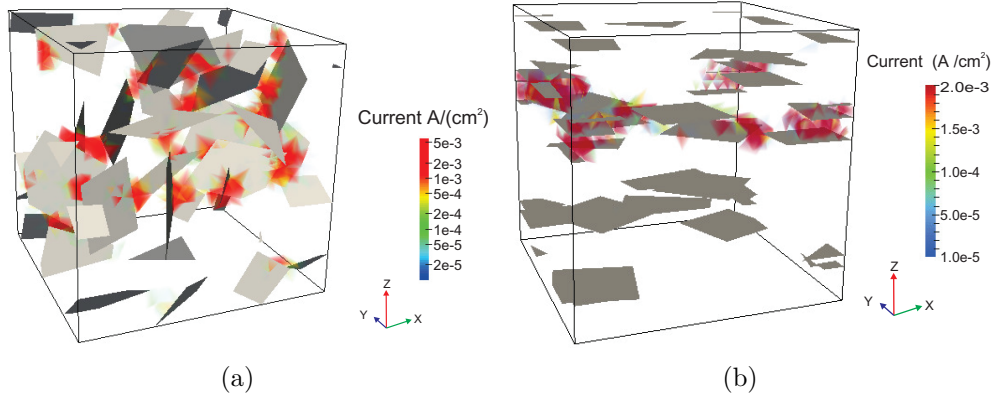 Current A/(cm²)
5e-3
2e-3
1e-3
5e-4
2e-4
1e-4
5e-5
2e-5
Z
Y
X
(a)
Current (A /cm²)
2.0e-3
1.5e-3
1.0e-4
5.0e-5
1.0e-5
Z
Y
X
(b)